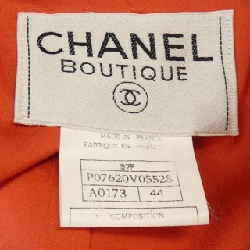 CHANEL
BOUTIQUE
MADE IN FRANCE
FABRIQUE EN FRANCE
97P
P07620V05528
A0173 44
COMPOSITION